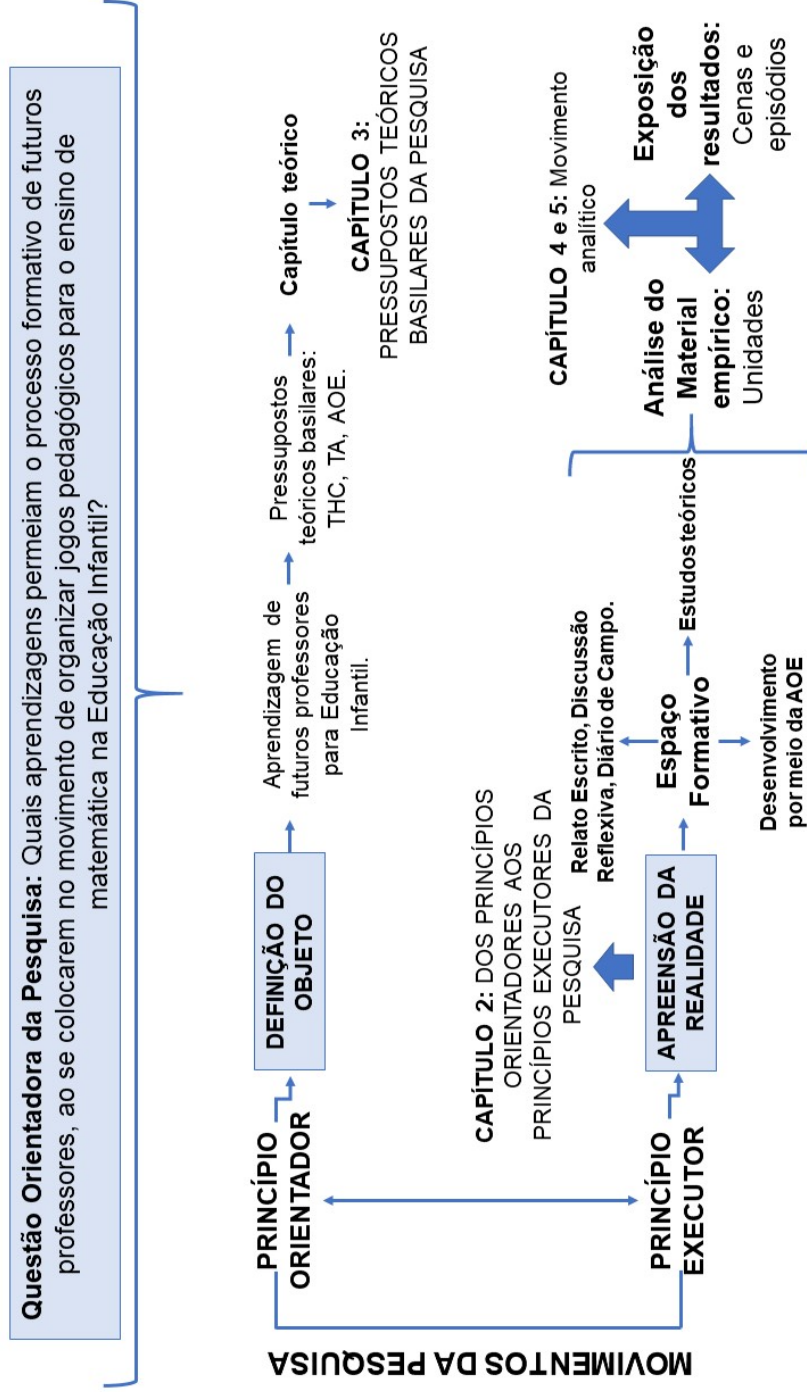 Questão Orientadora da Pesquisa: Quais aprendizagens permeiam o processo formativo de futuros
professores, ao se colocarem no movimento de organizar jogos pedagógicos para o ensino de
matemática na Educação Infantil?
MOVIMENTOS DA PESQUISA
PRINCÍPIO
ORIENTADOR
DEFINIÇÃO DO
OBJETO
Aprendizagem de
futuros professores
para Educação
Infantil.
Pressupostos
teóricos basilares:
THC, TA, AOE.
Capítulo teórico
CAPÍTULO 3:
PRESSUPOSTOS TEÓRICOS
BASILARES DA PESQUISA
CAPÍTULO 2: DOS PRINCÍPIOS
ORIENTADORES AOS
PRINCÍPIOS EXECUTORES DA
PESQUISA
PRINCÍPIO
EXECUTOR
APREENSÃO DA
REALIDADE
Relato Escrito, Discussão
Reflexiva, Diário de Campo.
Espaço
Formativo
Desenvolvimento
por meio da AOE
Estudos teóricos
CAPÍTULO 4 e 5: Movimento
analítico
Análise do
Material
empírico:
Unidades
Exposição
dos
resultados:
Cenas e
episódios